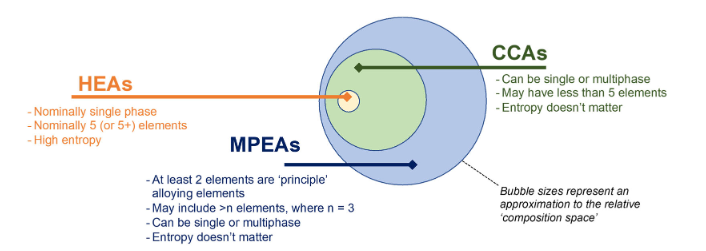 CCAs
- Can be single or multiphase
- May have less than 5 elements
- Entropy doesn't matter
HEAs
- Nominally single phase
- Nominally 5 (or 5+) elements
- High entropy
MPEAs
- At least 2 elements are 'principle'
alloying elements
- May include >n elements, where n = 3
- Can be single or multiphase
- Entropy doesn't matter
Bubble sizes represent an
approximation to the relative
'composition space'